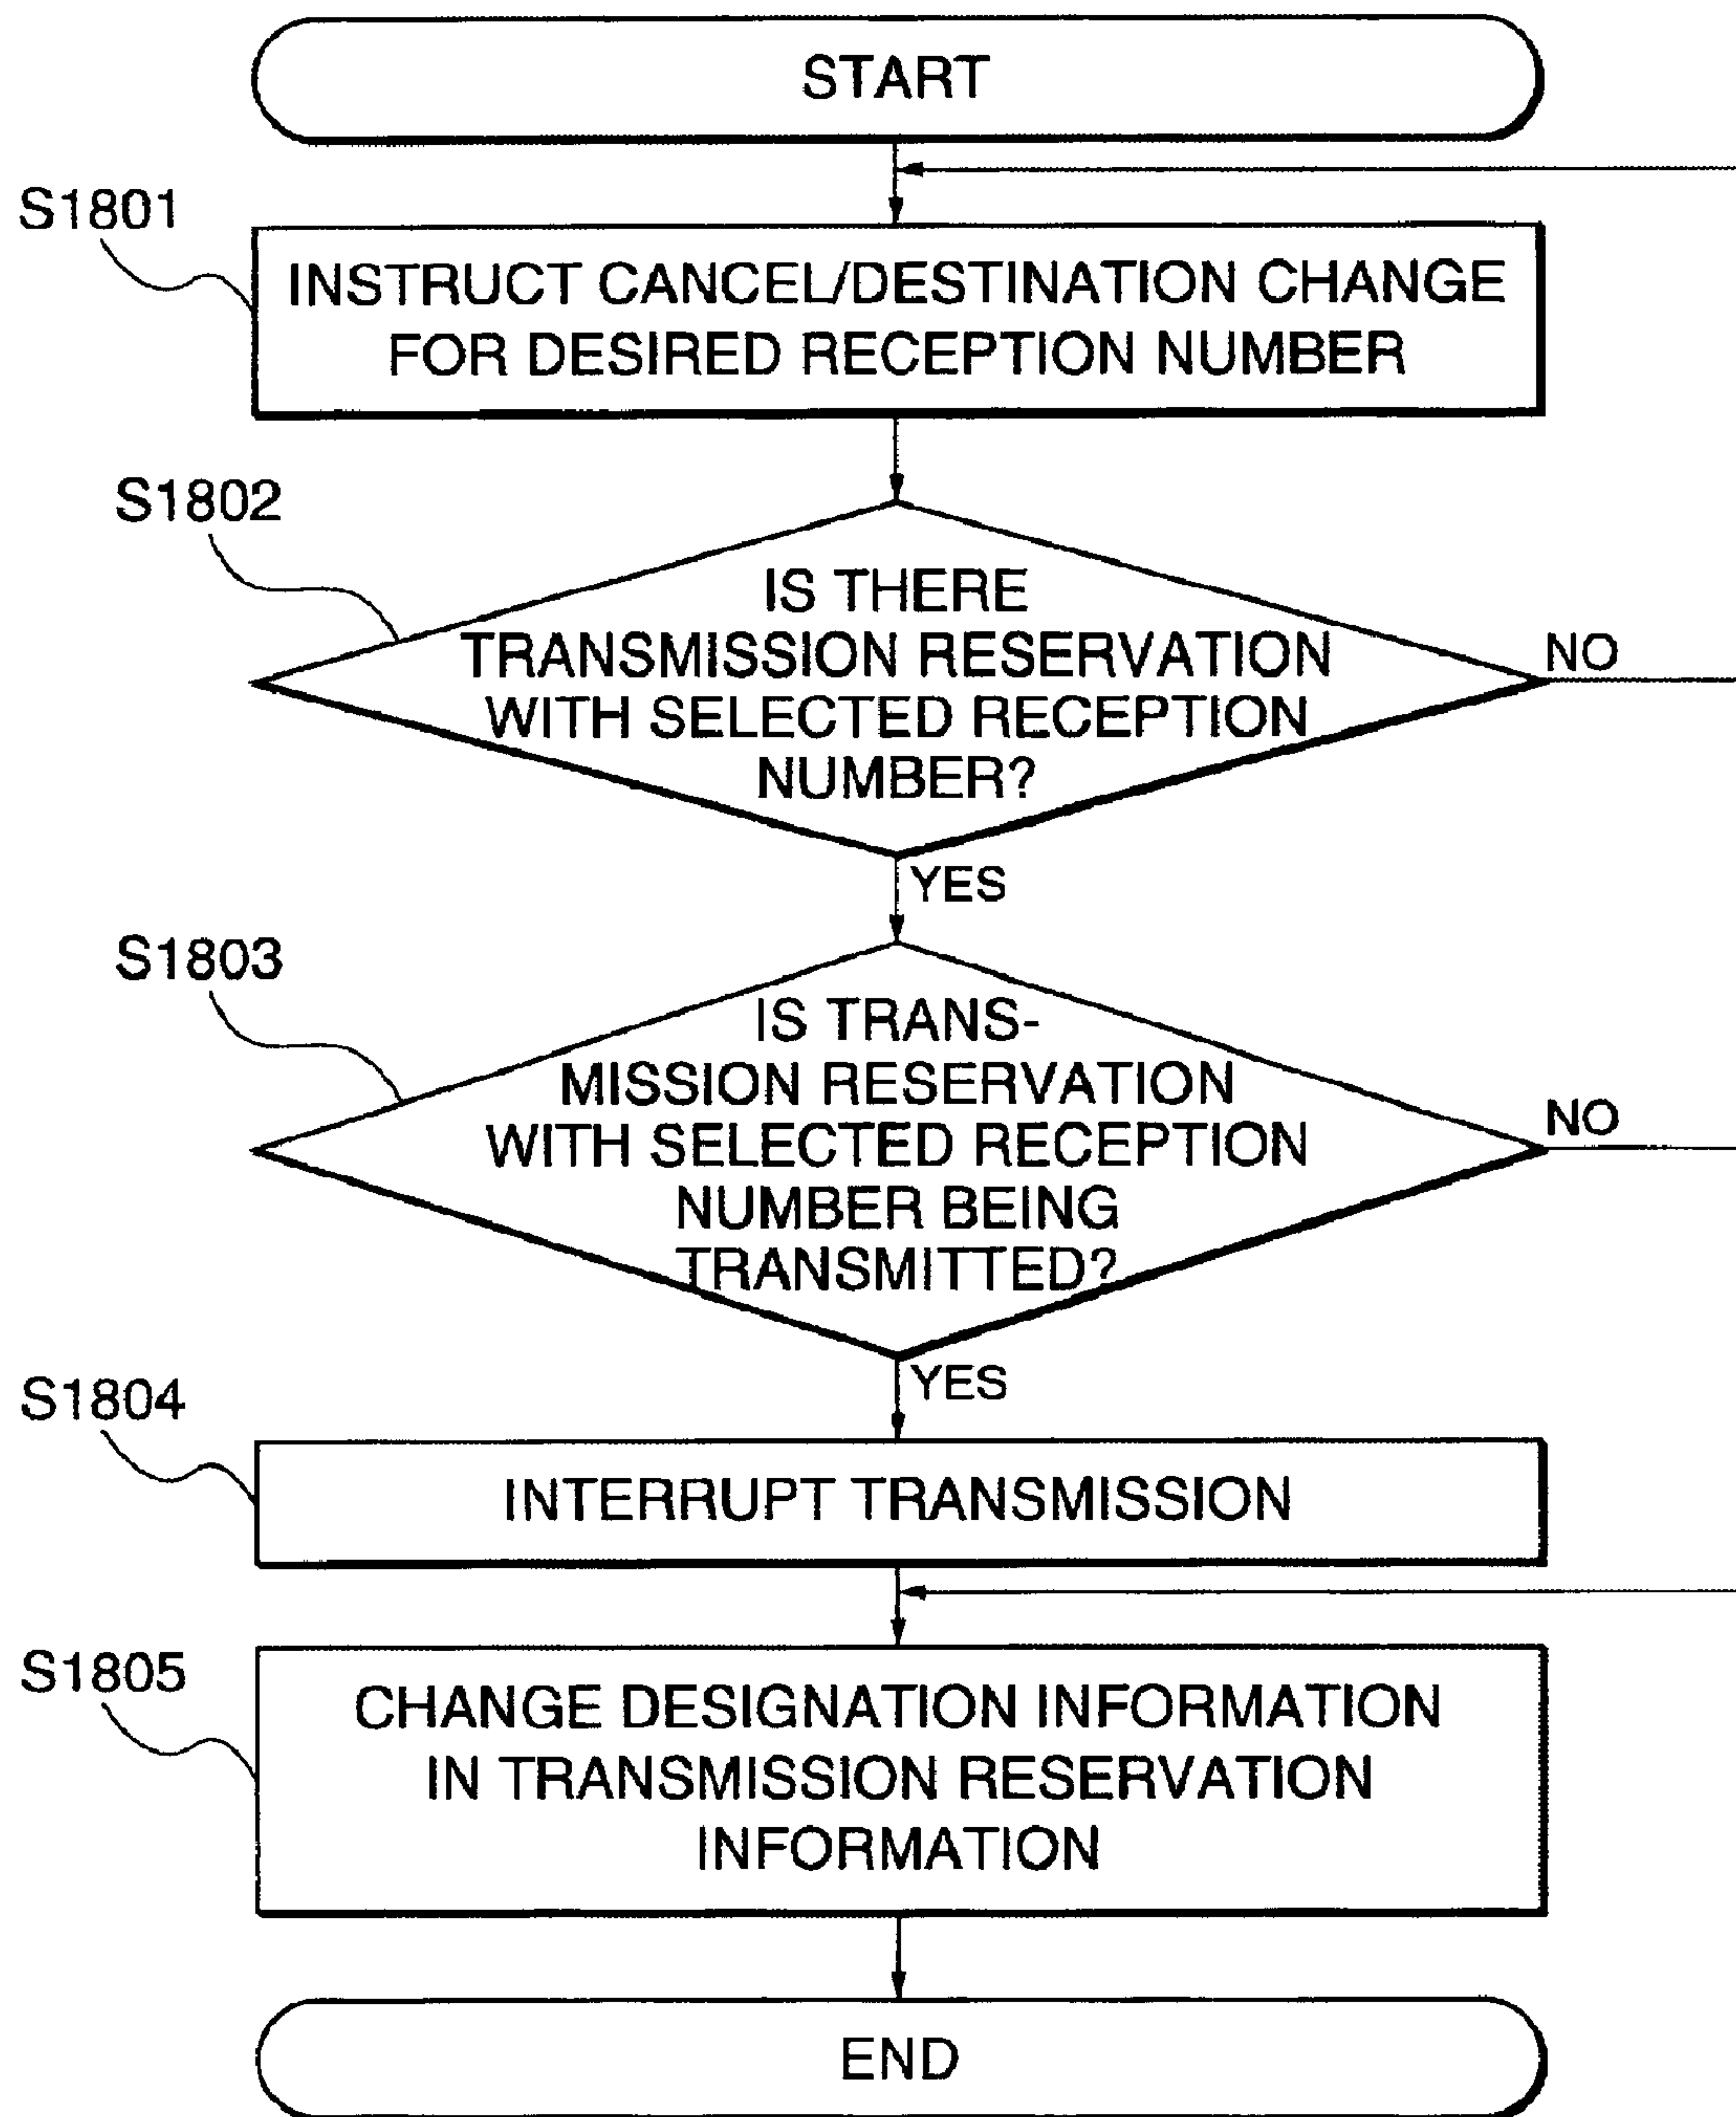 START
S1801
INSTRUCT CANCEL/DESTINATION CHANGE
FOR DESIRED RECEPTION NUMBER
S1802
IS THERE
TRANSMISSION RESERVATION
WITH SELECTED RECEPTION
NUMBER?
NO
YES
S1803
IS TRANS-
MISSION RESERVATION
WITH SELECTED RECEPTION
NUMBER BEING
TRANSMITTED?
NO
YES
S1804
INTERRUPT TRANSMISSION
S1805
CHANGE DESIGNATION INFORMATION
IN TRANSMISSION RESERVATION
INFORMATION
END